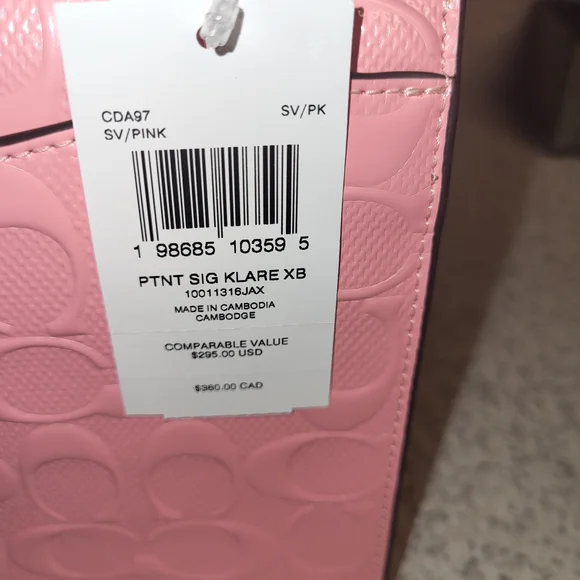 CDA97 SV/PK
SV/PINK
1 98685 10359 5
PTNT SIG KLARE XB
10011316JAX
MADE IN CAMBODIA
CAMBODGE
COMPARABLE VALUE
$295.00 USD
$360.00 CAD